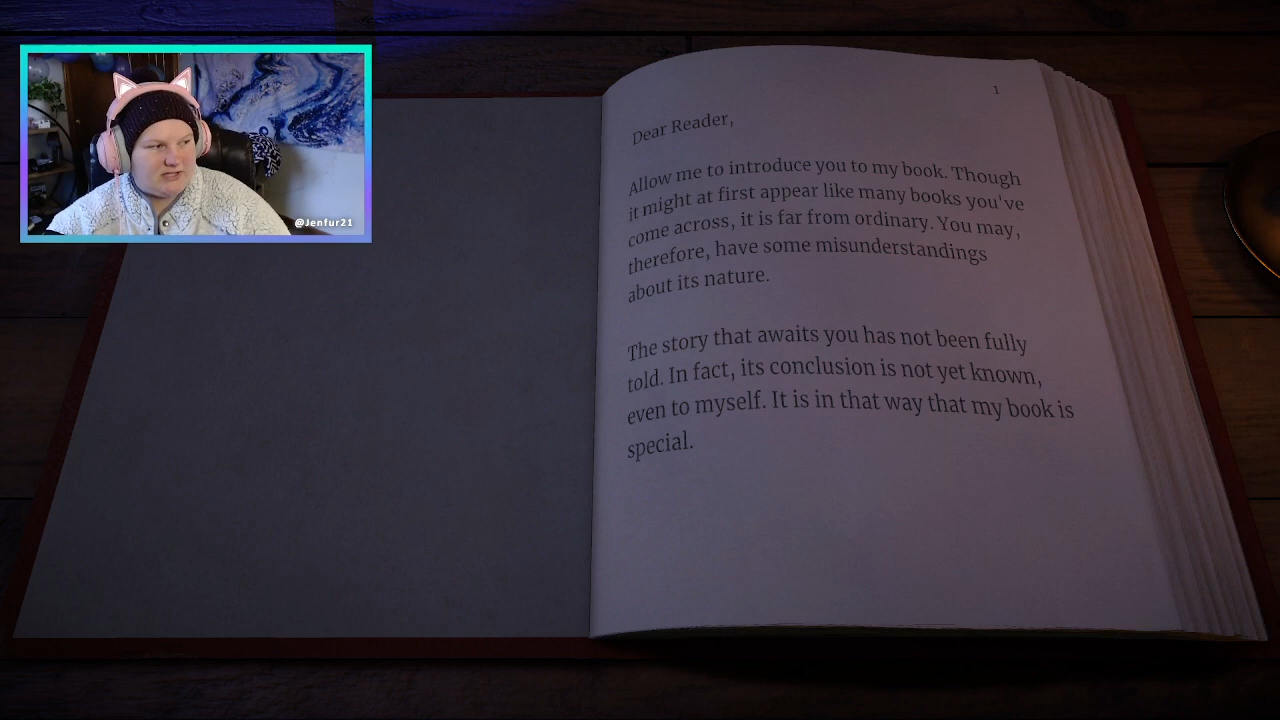 @Jenfur21
1
Dear Reader,
Allow me to introduce you to my book. Though
it might at first appear like many books you've
come across, it is far from ordinary. You may,
therefore, have some misunderstandings
about its nature.
The story that awaits you has not been fully
told. In fact, its conclusion is not yet known,
even to myself. It is in that way that my book is
special.